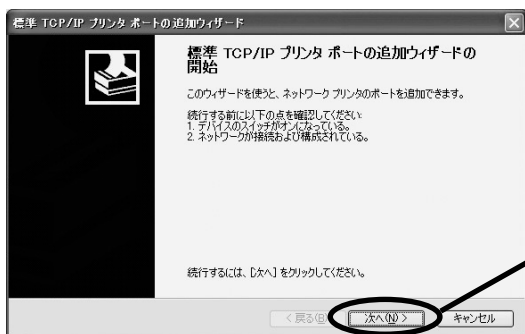 標準 TCP/IP プリンタ ポートの追加ウィザード
標準 TCP/IP プリンタ ポートの追加ウィザードの
開始
このウィザードを使うと、ネットワーク プリンタのポートを追加できます。
続行する前に以下の点を確認してください:
1. デバイスのスイッチがオンになっている。
2. ネットワークが接続および構成されている。
続行するには、[次へ] をクリックしてください。
< 戻る(B) 次へ(N) > キャンセル